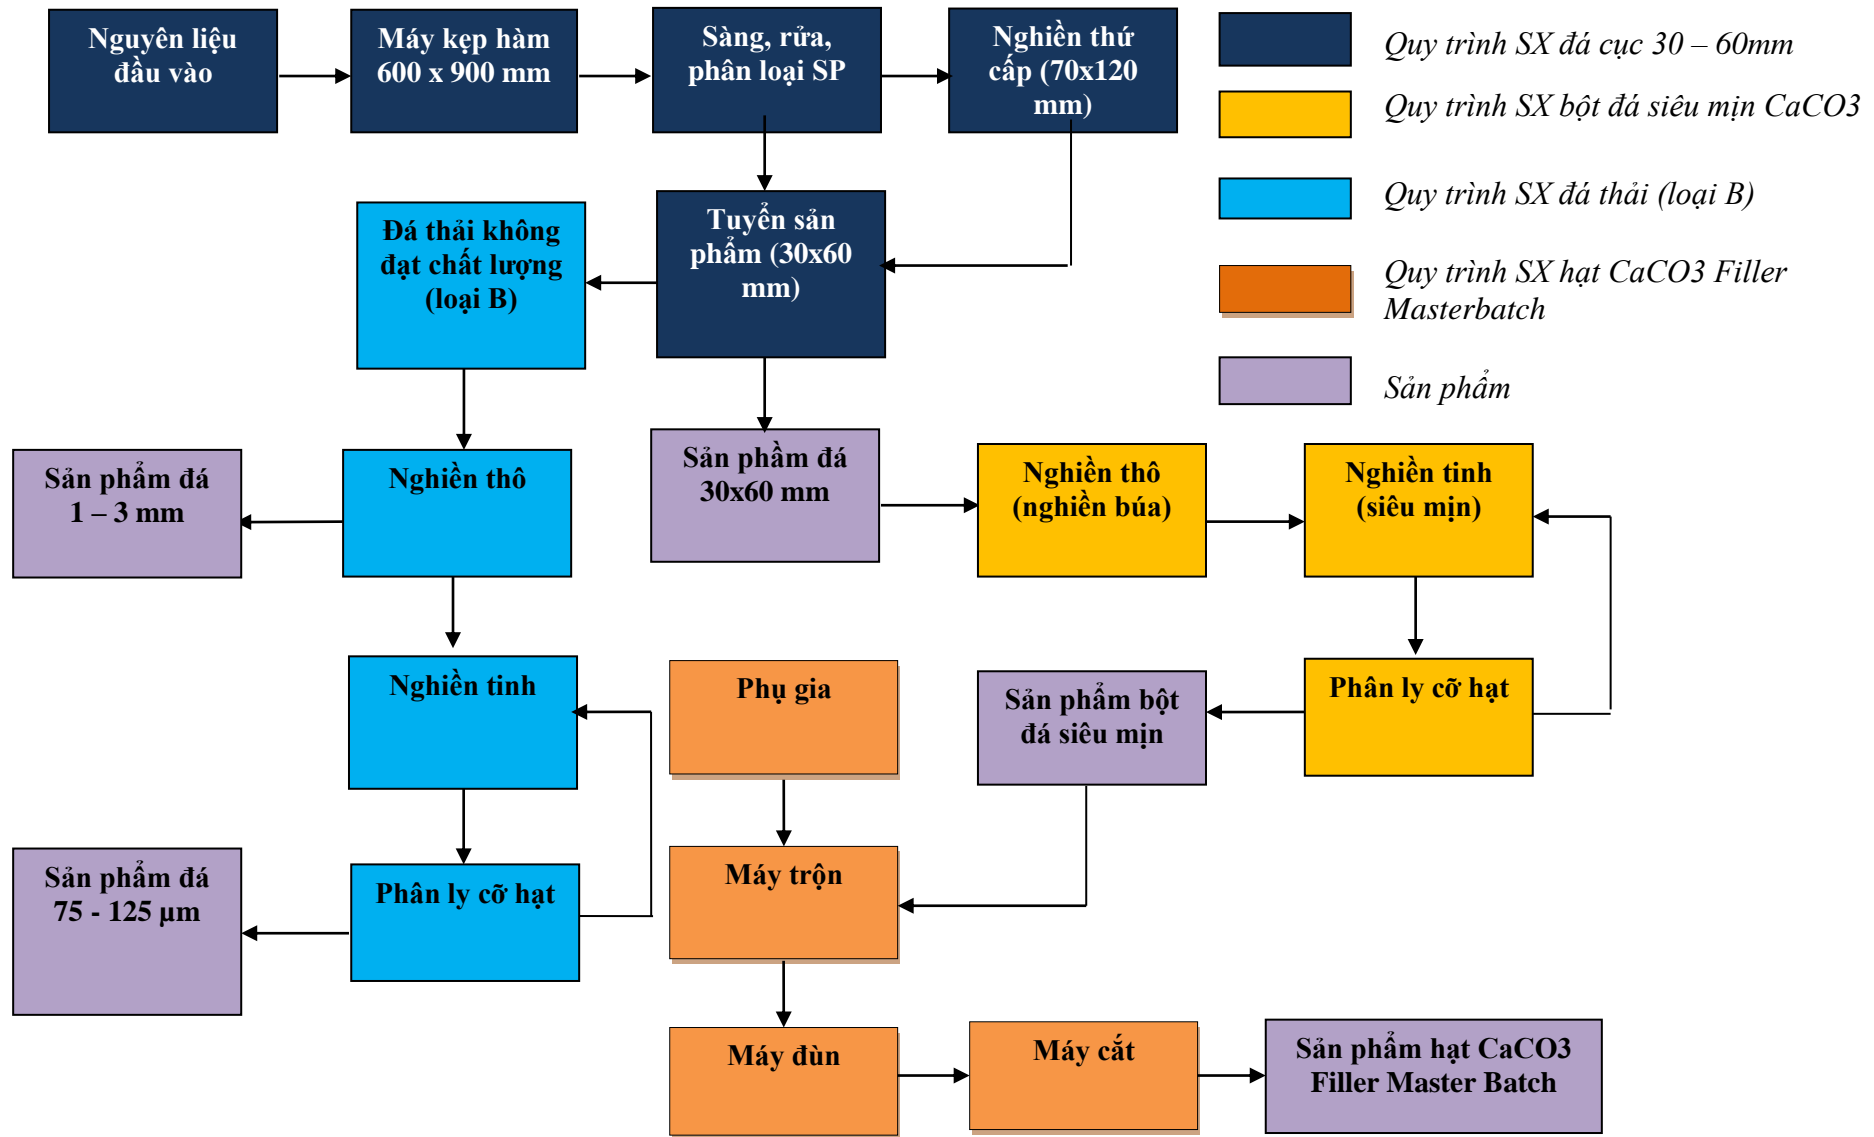 Nguyên liệu
đầu vào
Máy kẹp hàm
600 x 900 mm
Sàng, rửa,
phân loại SP
Nghiền thứ
cấp (70x120
mm)
Quy trình SX đá cục 30 – 60mm
Quy trình SX bột đá siêu mịn CaCO3
Quy trình SX đá thải (loại B)
Quy trình SX hạt CaCO3 Filler
Masterbatch
Sản phẩm
Đá thải không
đạt chất lượng
(loại B)
Tuyển sản
phẩm (30x60
mm)
Sản phẩm đá
1 – 3 mm
Nghiền thô
Sản phầm đá
30x60 mm
Nghiền thô
(nghiền búa)
Nghiền tinh
(siêu mịn)
Nghiền tinh
Phụ gia
Sản phẩm bột
đá siêu mịn
Phân ly cỡ hạt
Sản phẩm đá
75 - 125 µm
Phân ly cỡ hạt
Máy trộn
Máy đùn
Máy cắt
Sản phẩm hạt CaCO3
Filler Master Batch